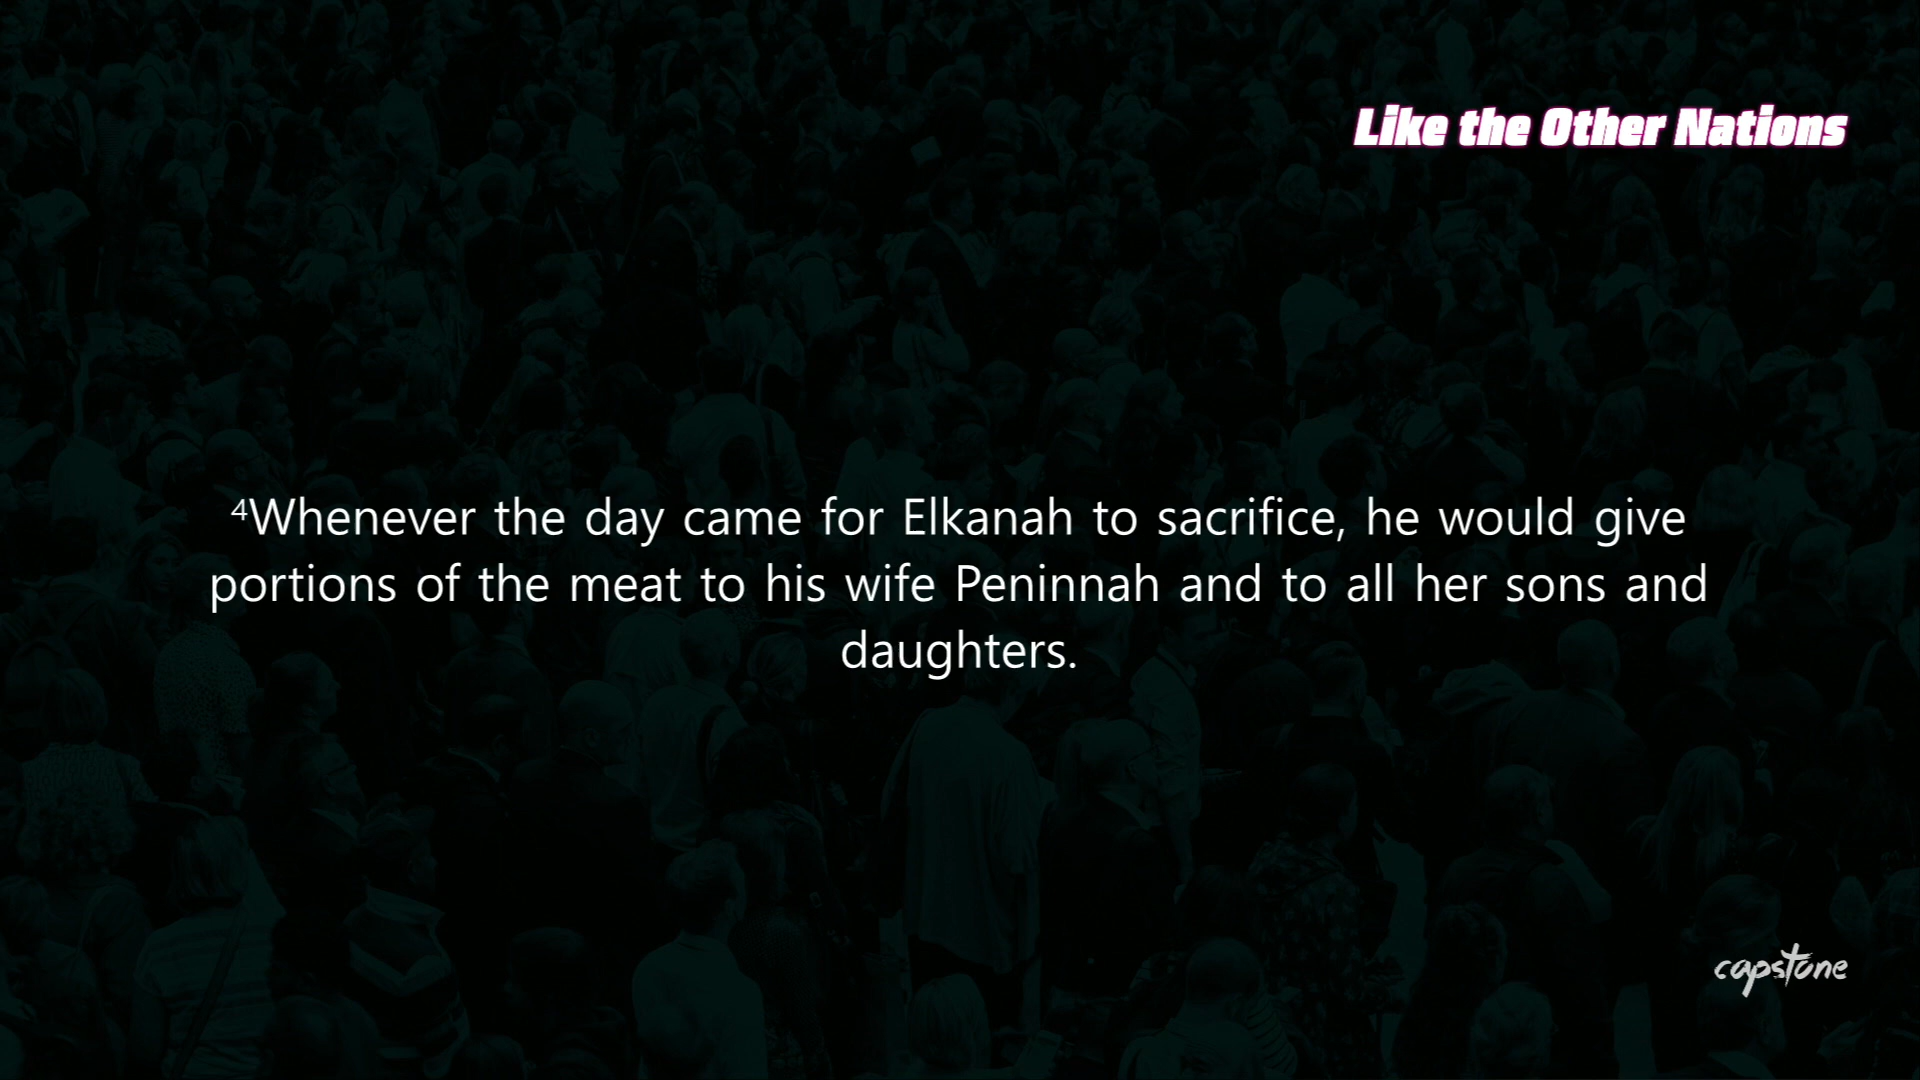 Like the Other Nations
⁴Whenever the day came for Elkanah to sacrifice, he would give
portions of the meat to his wife Peninnah and to all her sons and
daughters.
capstone